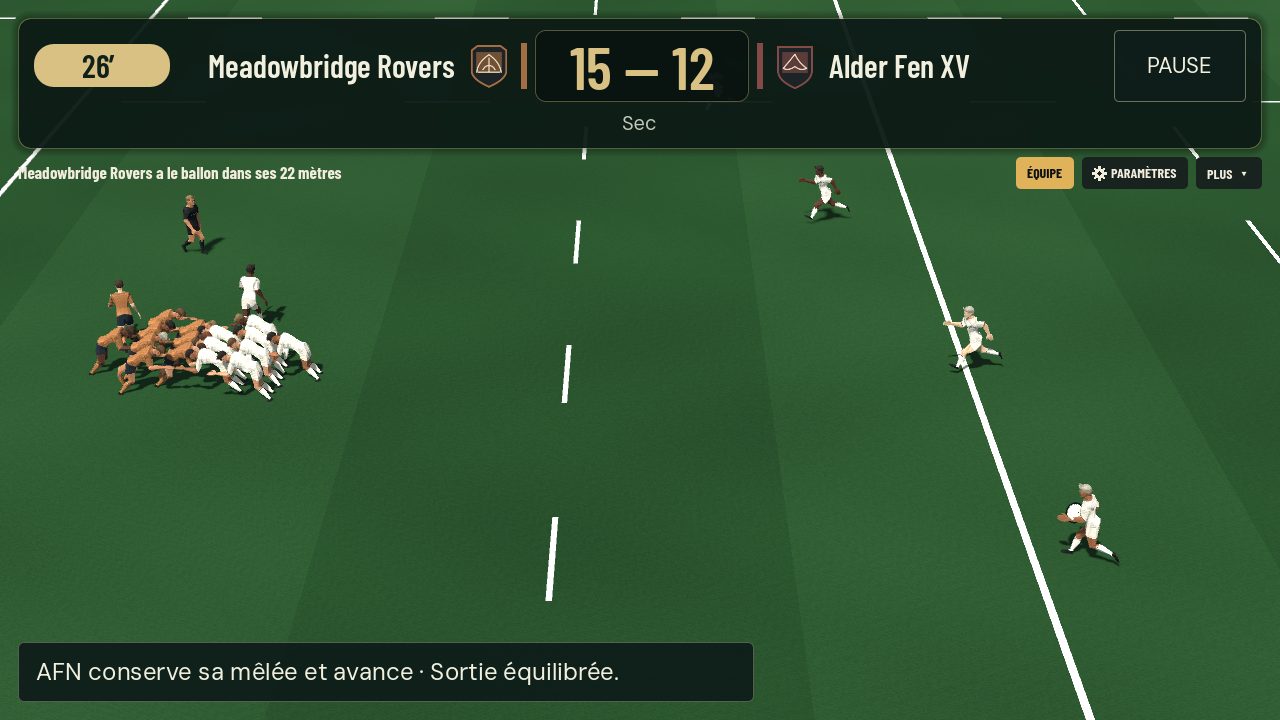 26′
Meadowbridge Rovers
15 – 12
Alder Fen XV
PAUSE
Sec
Meadowbridge Rovers a le ballon dans ses 22 mètres
ÉQUIPE
PARAMÈTRES
PLUS ▼
AFN conserve sa mêlée et avance · Sortie équilibrée.